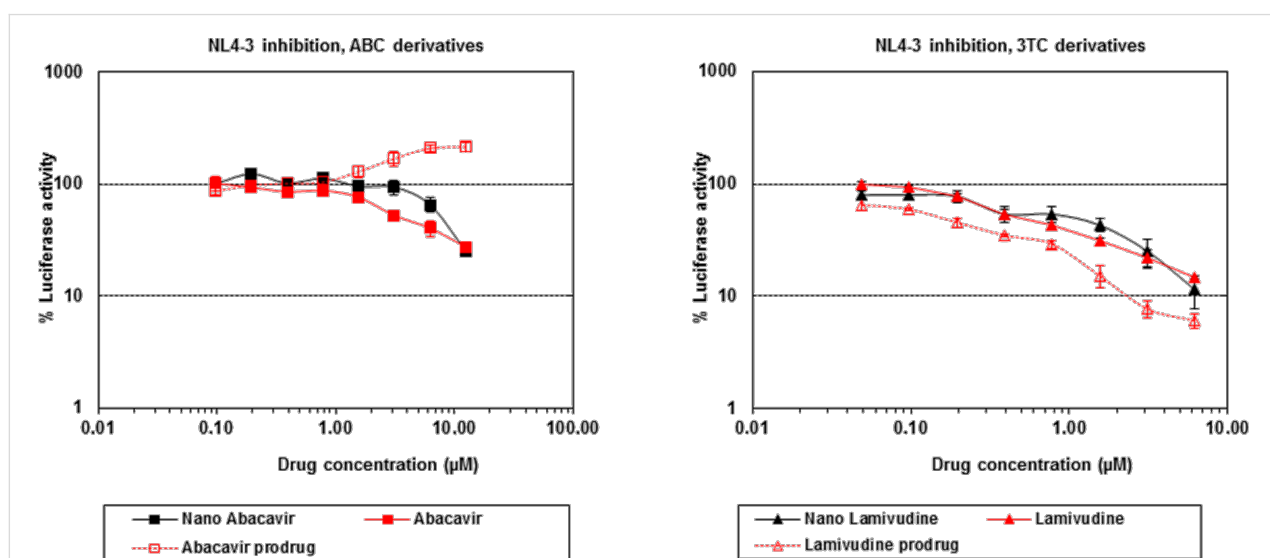 NL4-3 inhibition, ABC derivatives
1000
100
10
1
0.01
0.10
1.00
10.00
100.00
% Luciferase activity
Drug concentration (µM)
Nano Abacavir
Abacavir
Abacavir prodrug
NL4-3 inhibition, 3TC derivatives
1000
100
10
1
0.01
0.10
1.00
10.00
% Luciferase activity
Drug concentration (µM)
Nano Lamivudine
Lamivudine
Lamivudine prodrug